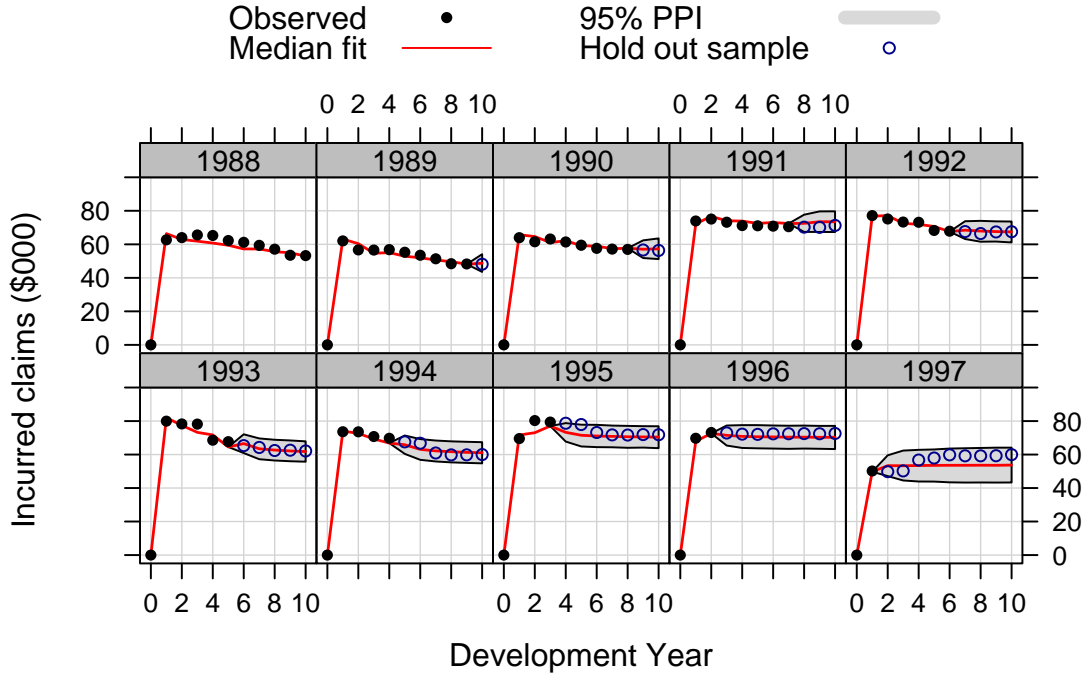 Observed 95% PPI
Median fit Hold out sample
0 2 4 6 8 10 0 2 4 6 8 10
1988 1989 1990 1991 1992
80
60
40
20
0
1993 1994 1995 1996 1997
80
60
40
20
0
0 2 4 6 8 10 0 2 4 6 8 10 0 2 4 6 8 10
Incurred claims ($000)
Development Year